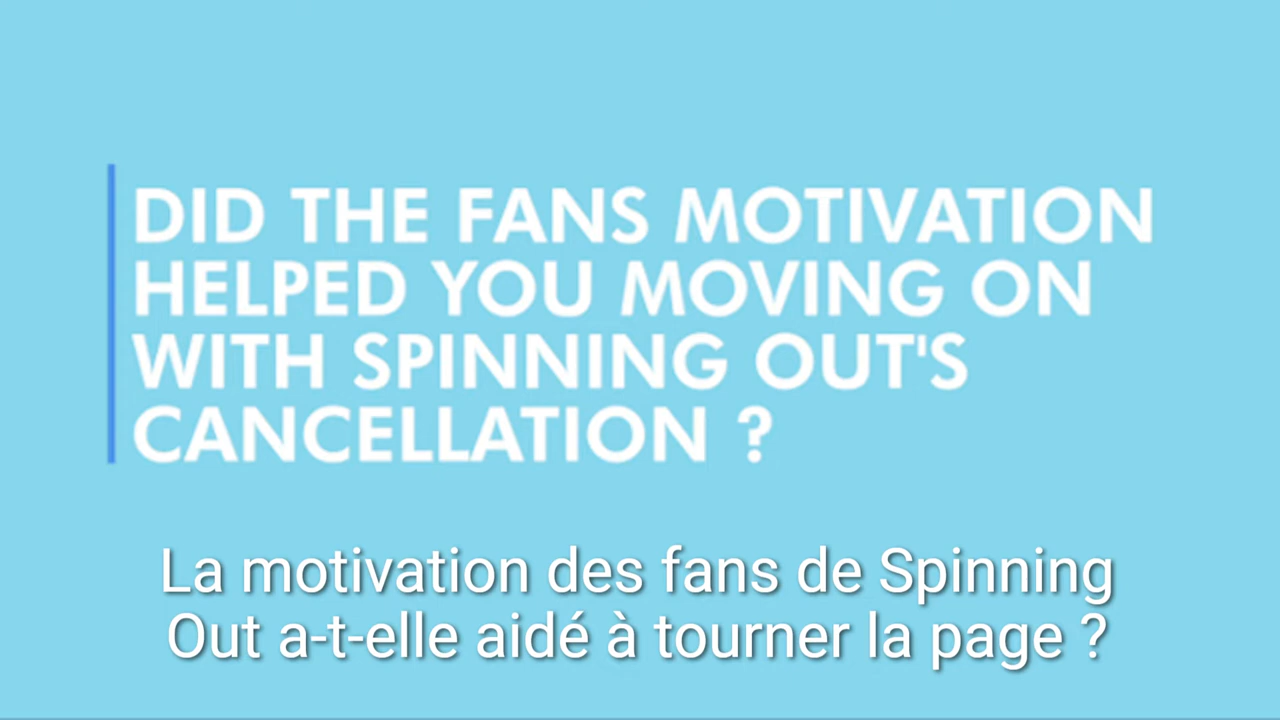 DID THE FANS MOTIVATION
HELPED YOU MOVING ON
WITH SPINNING OUT'S
CANCELLATION ?
La motivation des fans de Spinning
Out a-t-elle aidé à tourner la page ?